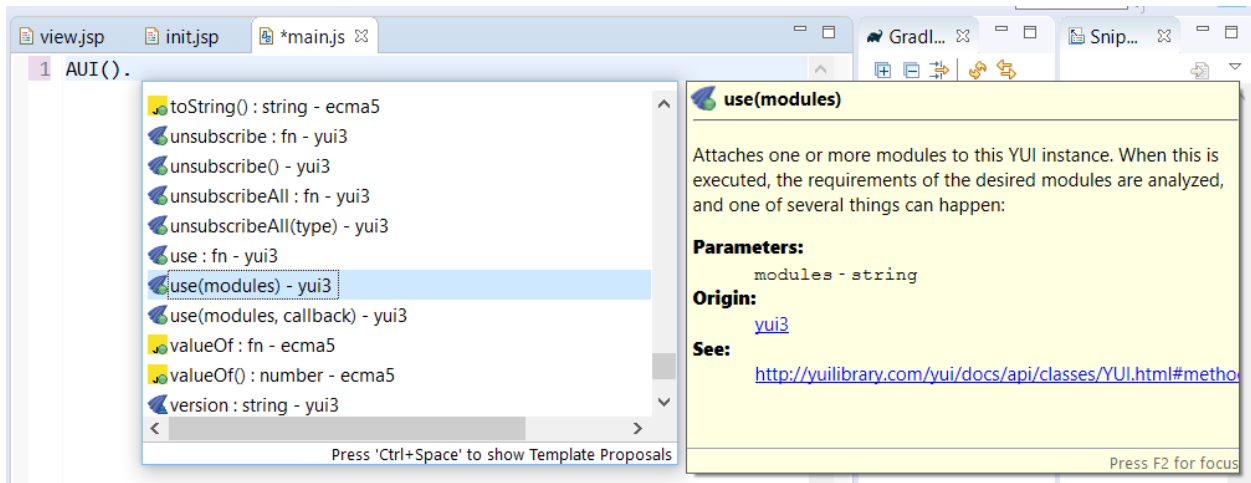 view.jsp
init.jsp
*main.js
Gradl...
Snip...
1 AUI().
toString() : string - ecma5
unsubscribe : fn - yui3
unsubscribe() - yui3
unsubscribeAll : fn - yui3
unsubscribeAll(type) - yui3
use : fn - yui3
use(modules) - yui3
use(modules, callback) - yui3
valueOf : fn - ecma5
valueOf() : number - ecma5
version : string - yui3
Press 'Ctrl+Space' to show Template Proposals
use(modules)
Attaches one or more modules to this YUI instance. When this is
executed, the requirements of the desired modules are analyzed,
and one of several things can happen:
Parameters:
modules - string
Origin:
yui3
See:
http://yuilibrary.com/yui/docs/api/classes/YUI.html#metho
Press F2 for focus